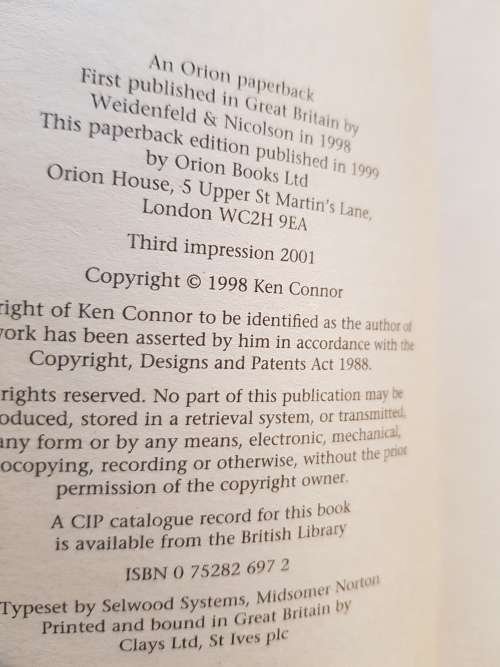 An Orion paperback
First published in Great Britain by
Weidenfeld & Nicolson in 1998
This paperback edition published in 1999
by Orion Books Ltd
Orion House, 5 Upper St Martin's Lane,
London WC2H 9EA
Third impression 2001
Copyright © 1998 Ken Connor
right of Ken Connor to be identified as the author of
work has been asserted by him in accordance with the
Copyright, Designs and Patents Act 1988.
rights reserved. No part of this publication may be
oduced, stored in a retrieval system, or transmitted,
any form or by any means, electronic, mechanical,
ocopying, recording or otherwise, without the prior
permission of the copyright owner.
A CIP catalogue record for this book
is available from the British Library
ISBN 0 75282 697 2
Typeset by Selwood Systems, Midsomer Norton
Printed and bound in Great Britain by
Clays Ltd, St Ives plc